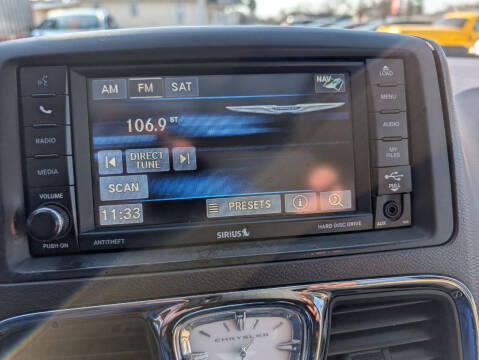 AM FM SAT NAV
LOAD
PHONE
MENU
106.9 ST
RADIO
AUDIO
DIRECT
TUNE
MEDIA
MY
FILES
SCAN
VOLUME
PULL
PRESETS
11:33
PUSH
AUX
ANTITHEFT
SIRIUS
HARD DISC DRIVE
CHRYSLER